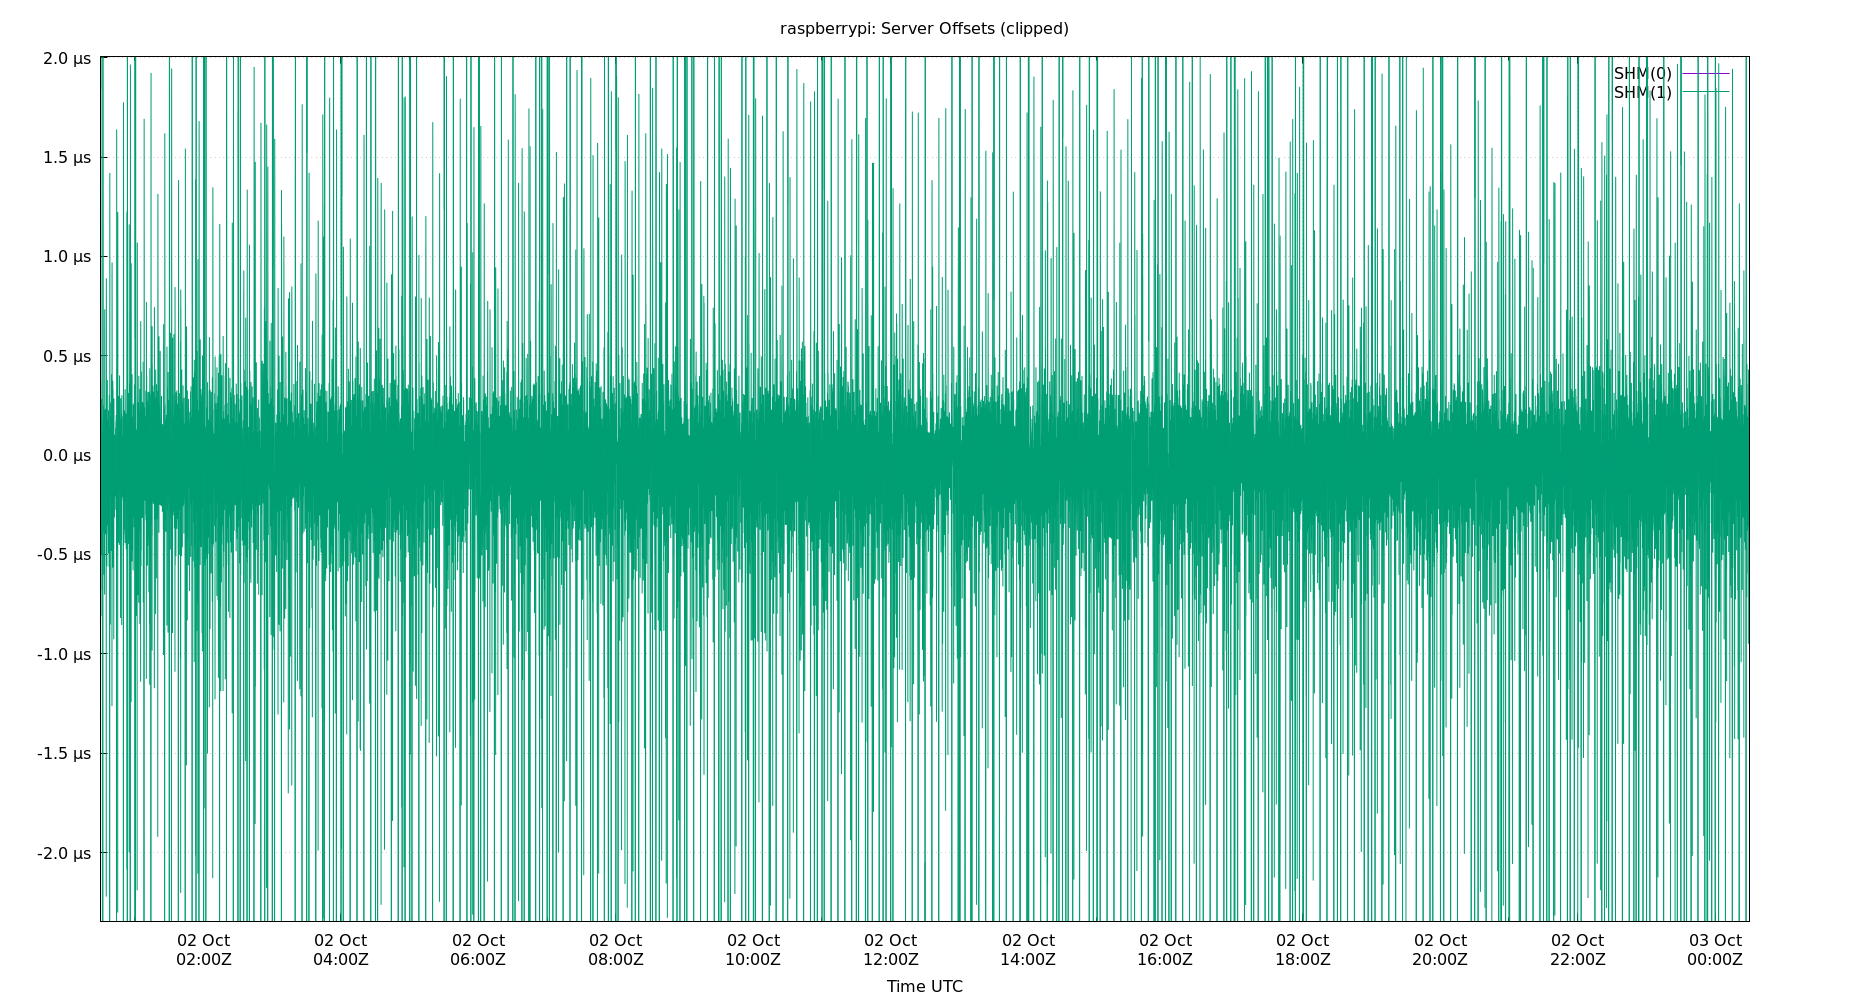 raspberrypi: Server Offsets (clipped)
2.0 µs
1.5 µs
1.0 µs
0.5 µs
0.0 µs
-0.5 µs
-1.0 µs
-1.5 µs
-2.0 µs
SHM(0)
SHM(1)
02 Oct 02 Oct 02 Oct 02 Oct 02 Oct 02 Oct 02 Oct 02 Oct 02 Oct 02 Oct 02 Oct 03 Oct
02:00Z 04:00Z 06:00Z 08:00Z 10:00Z 12:00Z 14:00Z 16:00Z 18:00Z 20:00Z 22:00Z 00:00Z
Time UTC